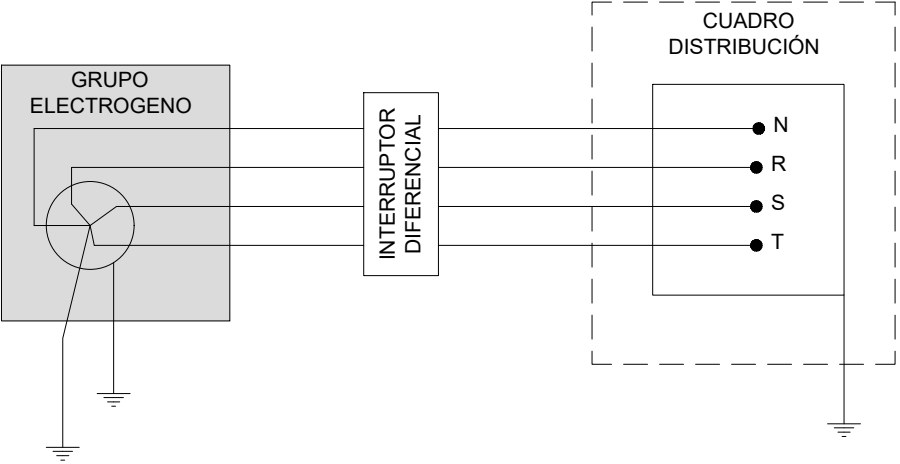 CUADRO
DISTRIBUCIÓN
GRUPO
ELECTROGENO
INTERRUPTOR
DIFERENCIAL
N
R
S
T